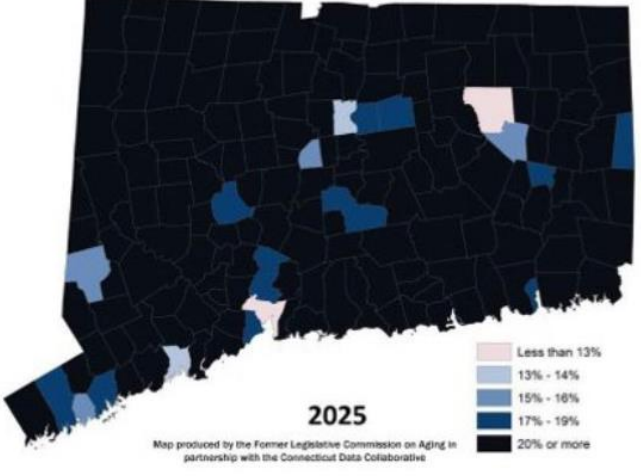 Less than 13%
13% - 14%
15% - 16%
17% - 19%
20% or more
2025
Map produced by the Former Legislative Commission on Aging in
partnership with the Connecticut Data Collaborative